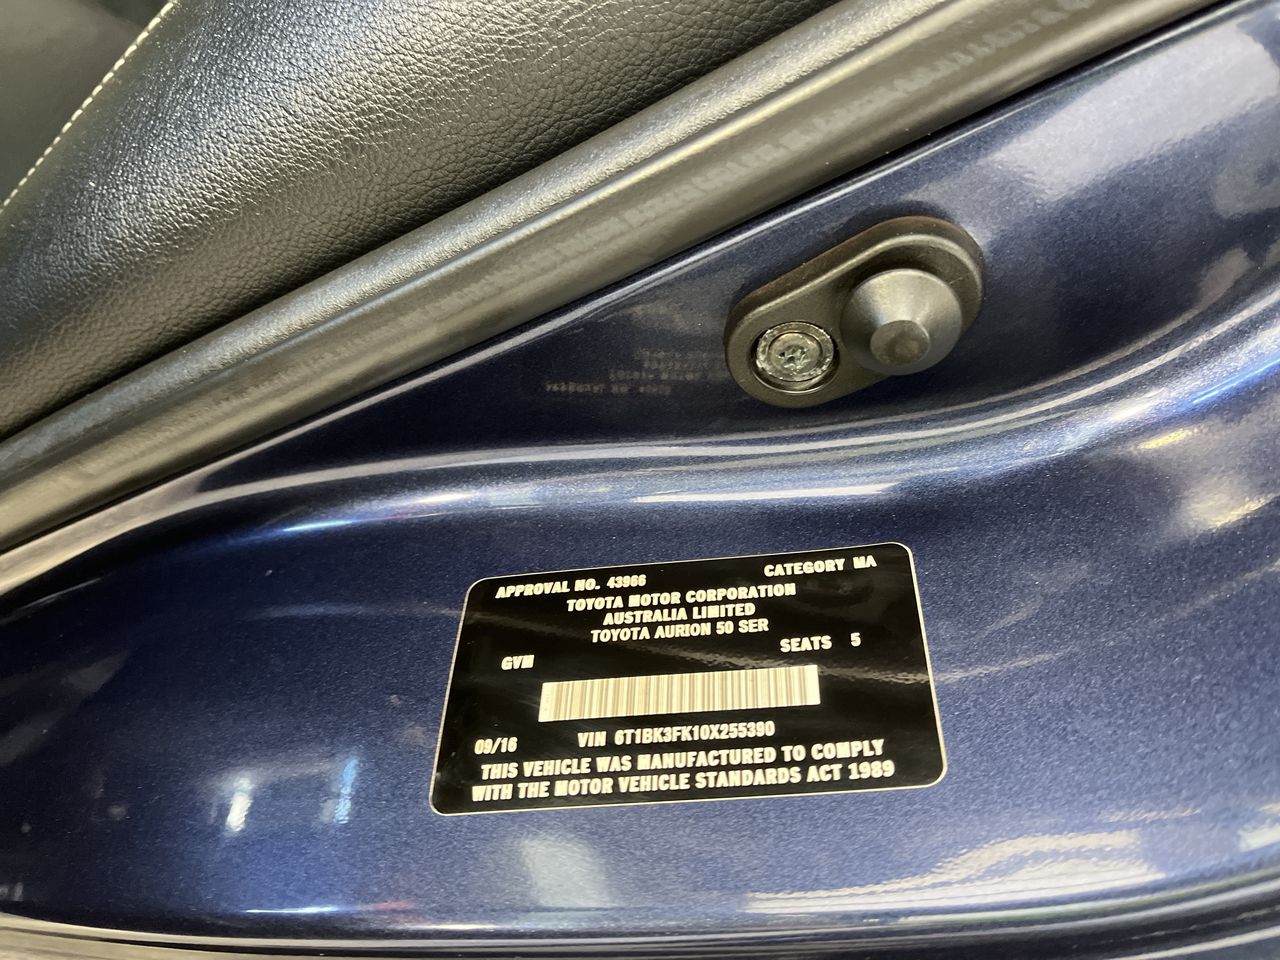 APPROVAL NO. 43966 CATEGORY MA
TOYOTA MOTOR CORPORATION
AUSTRALIA LIMITED
TOYOTA AURION 50 SER
GVM SEATS 5
09/16 VIN 6T1BK3FK10X255390
THIS VEHICLE WAS MANUFACTURED TO COMPLY
WITH THE MOTOR VEHICLE STANDARDS ACT 1989